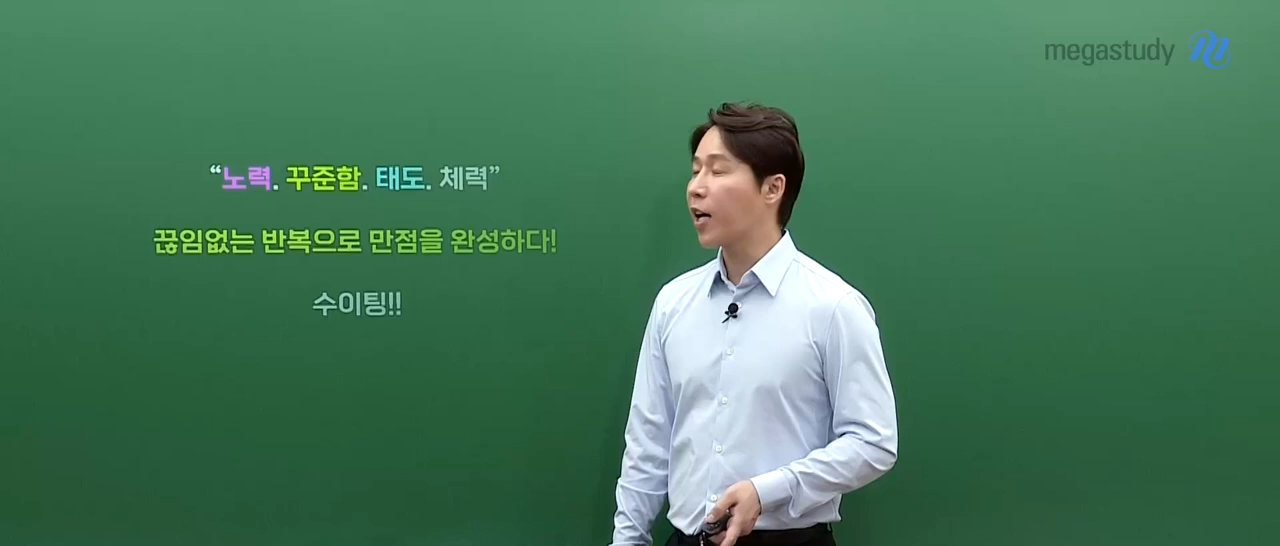 megastudy
“노력. 꾸준함. 태도. 체력”
끊임없는 반복으로 만점을 완성하다!
수이팅!!